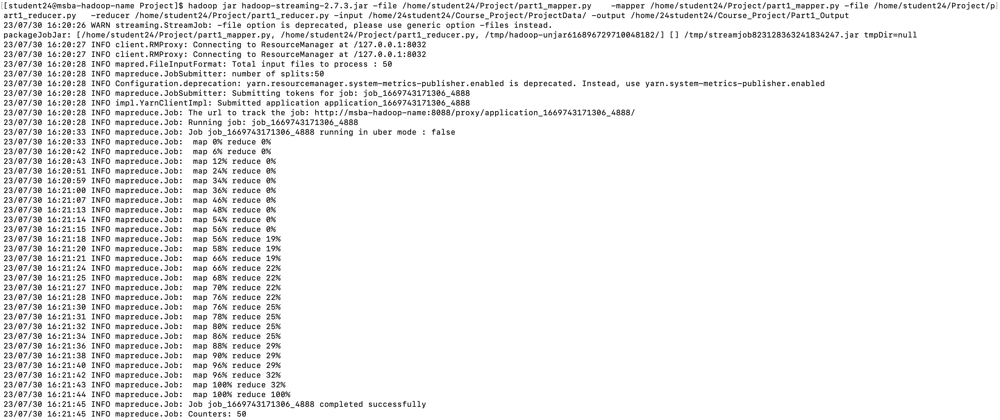 [[student24@msba-hadoop-name Project]$ hadoop jar hadoop-streaming-2.7.3.jar -file /home/student24/Project/part1_mapper.py    -mapper /home/student24/Project/part1_mapper.py -file /home/student24/Project/p]
art1_reducer.py   -reducer /home/student24/Project/part1_reducer.py -input /home/24student24/Course_Project/ProjectData/ -output /home/24student24/Course_Project/Part1_Output
23/07/30 16:20:26 WARN streaming.StreamJob: -file option is deprecated, please use generic option -files instead.
packageJobJar: [/home/student24/Project/part1_mapper.py, /home/student24/Project/part1_reducer.py, /tmp/hadoop-unjar616896729710048182/] [] /tmp/streamjob823128363241834247.jar tmpDir=null
23/07/30 16:20:27 INFO client.RMProxy: Connecting to ResourceManager at /127.0.0.1:8032
23/07/30 16:20:27 INFO client.RMProxy: Connecting to ResourceManager at /127.0.0.1:8032
23/07/30 16:20:28 INFO mapred.FileInputFormat: Total input files to process : 50
23/07/30 16:20:28 INFO mapreduce.JobSubmitter: number of splits:50
23/07/30 16:20:28 INFO Configuration.deprecation: yarn.resourcemanager.system-metrics-publisher.enabled is deprecated. Instead, use yarn.system-metrics-publisher.enabled
23/07/30 16:20:28 INFO mapreduce.JobSubmitter: Submitting tokens for job: job_1669743171306_4888
23/07/30 16:20:28 INFO impl.YarnClientImpl: Submitted application application_1669743171306_4888
23/07/30 16:20:28 INFO mapreduce.Job: The url to track the job: http://msba-hadoop-name:8088/proxy/application_1669743171306_4888/
23/07/30 16:20:28 INFO mapreduce.Job: Running job: job_1669743171306_4888
23/07/30 16:20:33 INFO mapreduce.Job: Job job_1669743171306_4888 running in uber mode : false
23/07/30 16:20:33 INFO mapreduce.Job:  map 0% reduce 0%
23/07/30 16:20:42 INFO mapreduce.Job:  map 6% reduce 0%
23/07/30 16:20:43 INFO mapreduce.Job:  map 12% reduce 0%
23/07/30 16:20:51 INFO mapreduce.Job:  map 24% reduce 0%
23/07/30 16:20:59 INFO mapreduce.Job:  map 34% reduce 0%
23/07/30 16:21:00 INFO mapreduce.Job:  map 36% reduce 0%
23/07/30 16:21:07 INFO mapreduce.Job:  map 46% reduce 0%
23/07/30 16:21:13 INFO mapreduce.Job:  map 48% reduce 0%
23/07/30 16:21:14 INFO mapreduce.Job:  map 54% reduce 0%
23/07/30 16:21:15 INFO mapreduce.Job:  map 56% reduce 0%
23/07/30 16:21:18 INFO mapreduce.Job:  map 56% reduce 19%
23/07/30 16:21:20 INFO mapreduce.Job:  map 58% reduce 19%
23/07/30 16:21:21 INFO mapreduce.Job:  map 66% reduce 19%
23/07/30 16:21:24 INFO mapreduce.Job:  map 66% reduce 22%
23/07/30 16:21:25 INFO mapreduce.Job:  map 68% reduce 22%
23/07/30 16:21:27 INFO mapreduce.Job:  map 70% reduce 22%
23/07/30 16:21:28 INFO mapreduce.Job:  map 76% reduce 22%
23/07/30 16:21:30 INFO mapreduce.Job:  map 76% reduce 25%
23/07/30 16:21:31 INFO mapreduce.Job:  map 78% reduce 25%
23/07/30 16:21:32 INFO mapreduce.Job:  map 80% reduce 25%
23/07/30 16:21:34 INFO mapreduce.Job:  map 86% reduce 25%
23/07/30 16:21:36 INFO mapreduce.Job:  map 88% reduce 29%
23/07/30 16:21:38 INFO mapreduce.Job:  map 90% reduce 29%
23/07/30 16:21:40 INFO mapreduce.Job:  map 96% reduce 29%
23/07/30 16:21:42 INFO mapreduce.Job:  map 96% reduce 32%
23/07/30 16:21:43 INFO mapreduce.Job:  map 100% reduce 32%
23/07/30 16:21:44 INFO mapreduce.Job:  map 100% reduce 100%
23/07/30 16:21:45 INFO mapreduce.Job: Job job_1669743171306_4888 completed successfully
23/07/30 16:21:45 INFO mapreduce.Job: Counters: 50